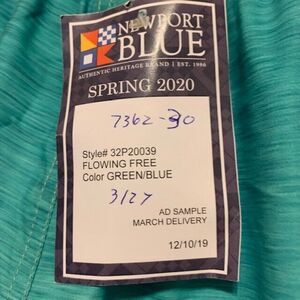 NEWPORT
BLUE
AUTHENTIC HERITAGE BRAND | EST. 1986
SPRING 2020
7362-30
Style# 32P20039
FLOWING FREE
Color GREEN/BLUE
3/27
AD SAMPLE
MARCH DELIVERY
12/10/19